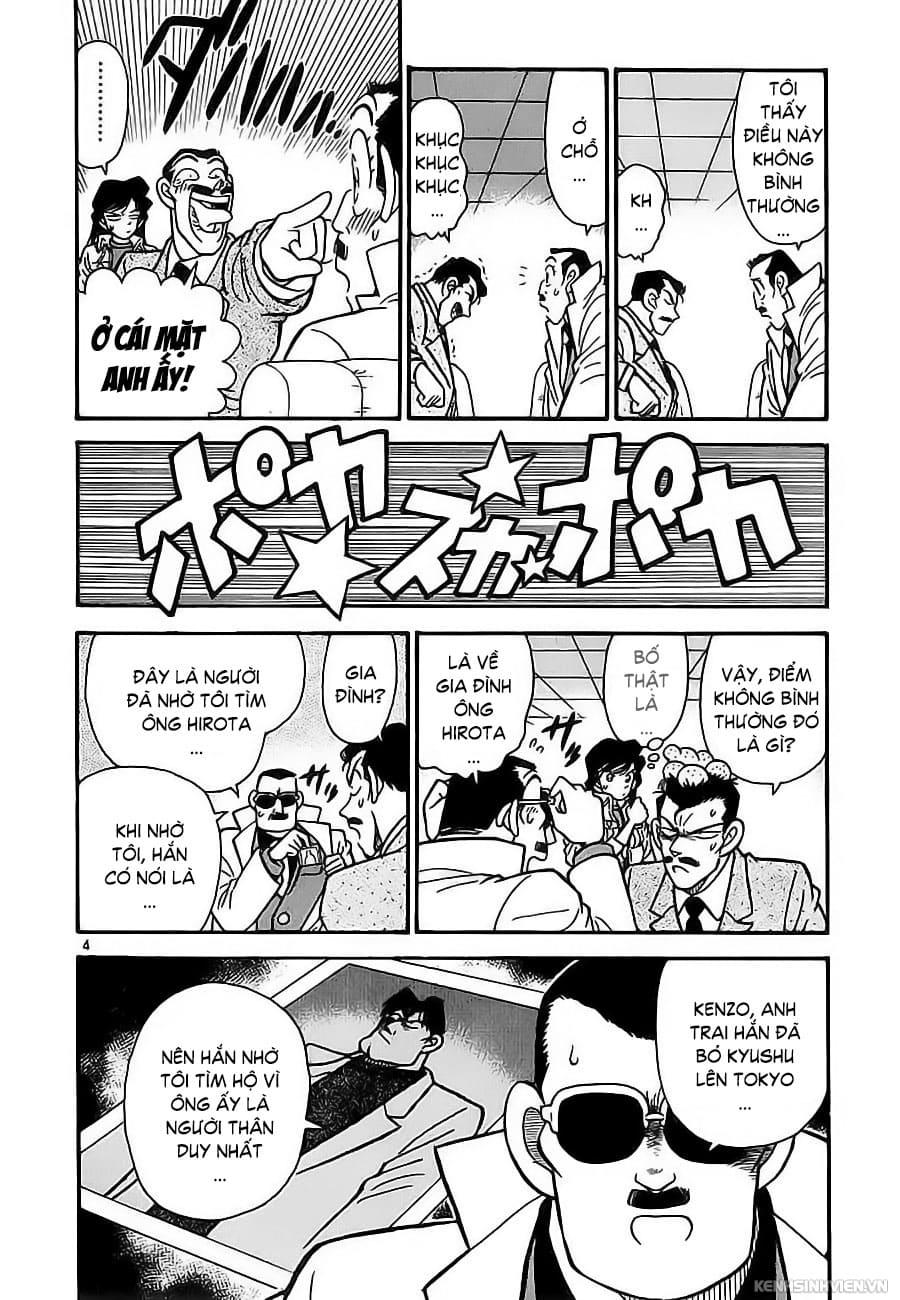 TÔI
THẤY
ĐIỀU NÀY
KHÔNG
BÌNH
THƯỜNG
...
KH
...
Ở
CHỖ
...
KHỤC
KHỤC
KHỤC
...
ダハハハ
.........
Ở CÁI MẶT
ANH ẤY!
ポカ★スカ★ポカ
VẬY, ĐIỂM
KHÔNG BÌNH
THƯỜNG ĐÓ
LÀ GÌ?
BỐ
THẬT
LÀ
...
LÀ VỀ
GIA ĐÌNH
ÔNG
HIROTA
...
GIA
ĐÌNH?
ĐÂY LÀ NGƯỜI
ĐÃ NHỜ TÔI TÌM
ÔNG HIROTA
...
KHI NHỜ
TÔI, HẮN
CÓ NÓI LÀ
...
4
KENZO, ANH
TRAI HẮN ĐÃ
BỎ KYUSHU
LÊN TOKYO
...
NÊN HẮN NHỜ
TÔI TÌM HỘ VÌ
ÔNG ẤY LÀ
NGƯỜI THÂN
DUY NHẤT
...
KENHSINHVIEN.VN